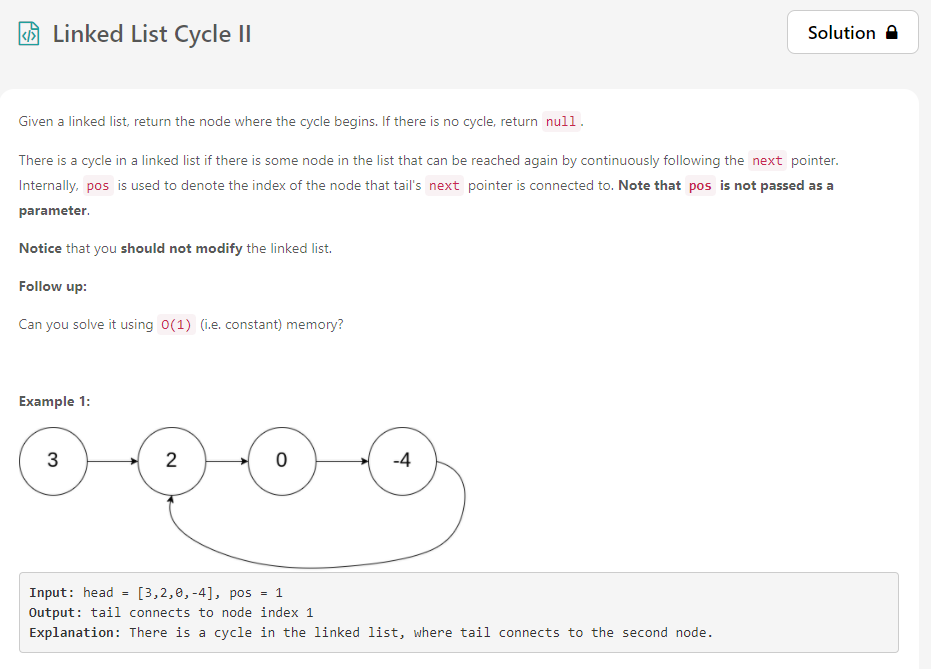 Linked List Cycle II
Solution
Given a linked list, return the node where the cycle begins. If there is no cycle, return null.
There is a cycle in a linked list if there is some node in the list that can be reached again by continuously following the next pointer.
Internally, pos is used to denote the index of the node that tail's next pointer is connected to. Note that pos is not passed as a
parameter.
Notice that you should not modify the linked list.
Follow up:
Can you solve it using O(1) (i.e. constant) memory?
Example 1:
3 2 0 -4
Input: head = [3,2,0,-4], pos = 1
Output: tail connects to node index 1
Explanation: There is a cycle in the linked list, where tail connects to the second node.